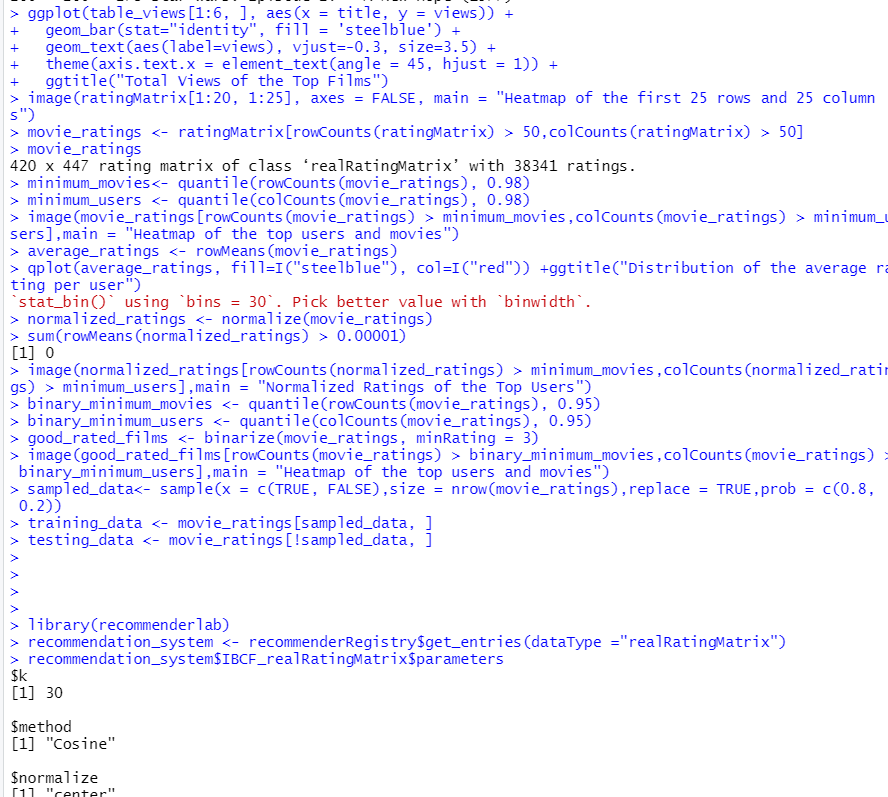 > ggplot(table_views[1:6, ], aes(x = title, y = views)) +
+   geom_bar(stat="identity", fill = 'steelblue') +
+   geom_text(aes(label=views), vjust=-0.3, size=3.5) +
+   theme(axis.text.x = element_text(angle = 45, hjust = 1)) +
+   ggtitle("Total Views of the Top Films")
> image(ratingMatrix[1:20, 1:25], axes = FALSE, main = "Heatmap of the first 25 rows and 25 column
s")
> movie_ratings <- ratingMatrix[rowCounts(ratingMatrix) > 50,colCounts(ratingMatrix) > 50]
> movie_ratings
420 x 447 rating matrix of class ‘realRatingMatrix’ with 38341 ratings.
> minimum_movies<- quantile(rowCounts(movie_ratings), 0.98)
> minimum_users <- quantile(colCounts(movie_ratings), 0.98)
> image(movie_ratings[rowCounts(movie_ratings) > minimum_movies,colCounts(movie_ratings) > minimum_u
sers],main = "Heatmap of the top users and movies")
> average_ratings <- rowMeans(movie_ratings)
> qplot(average_ratings, fill=I("steelblue"), col=I("red")) +ggtitle("Distribution of the average ra
ting per user")
`stat_bin()` using `bins = 30`. Pick better value with `binwidth`.
> normalized_ratings <- normalize(movie_ratings)
> sum(rowMeans(normalized_ratings) > 0.00001)
[1] 0
> image(normalized_ratings[rowCounts(normalized_ratings) > minimum_movies,colCounts(normalized_ratin
gs) > minimum_users],main = "Normalized Ratings of the Top Users")
> binary_minimum_movies <- quantile(rowCounts(movie_ratings), 0.95)
> binary_minimum_users <- quantile(colCounts(movie_ratings), 0.95)
> good_rated_films <- binarize(movie_ratings, minRating = 3)
> image(good_rated_films[rowCounts(movie_ratings) > binary_minimum_movies,colCounts(movie_ratings) >
 binary_minimum_users],main = "Heatmap of the top users and movies")
> sampled_data<- sample(x = c(TRUE, FALSE),size = nrow(movie_ratings),replace = TRUE,prob = c(0.8,
 0.2))
> training_data <- movie_ratings[sampled_data, ]
> testing_data <- movie_ratings[!sampled_data, ]
>
>
>
>
> library(recommenderlab)
> recommendation_system <- recommenderRegistry$get_entries(dataType ="realRatingMatrix")
> recommendation_system$IBCF_realRatingMatrix$parameters
$k
[1] 30

$method
[1] "Cosine"

$normalize
[1] "center"